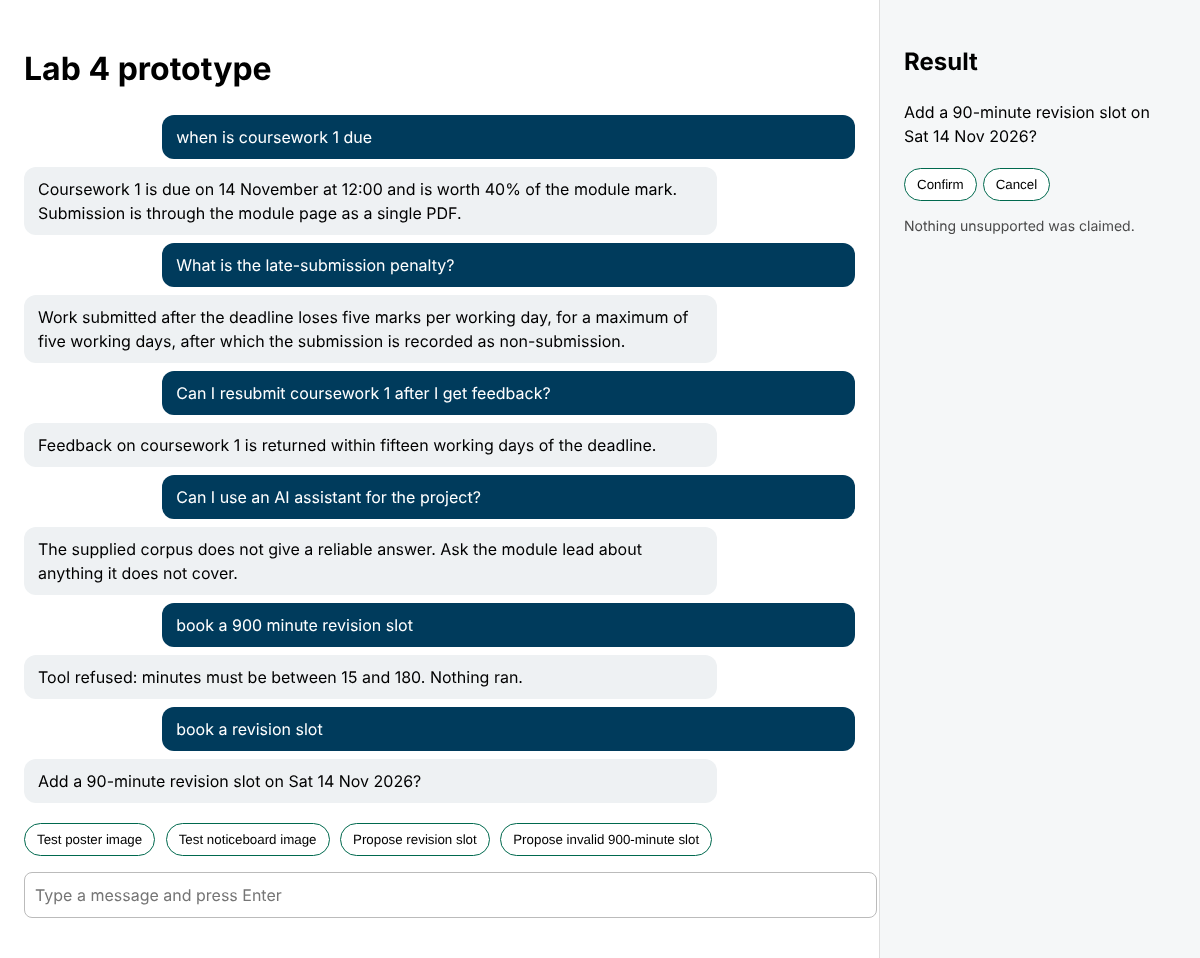 Lab 4 prototype
when is coursework 1 due
Coursework 1 is due on 14 November at 12:00 and is worth 40% of the module mark.
Submission is through the module page as a single PDF.
What is the late-submission penalty?
Work submitted after the deadline loses five marks per working day, for a maximum of
five working days, after which the submission is recorded as non-submission.
Can I resubmit coursework 1 after I get feedback?
Feedback on coursework 1 is returned within fifteen working days of the deadline.
Can I use an AI assistant for the project?
The supplied corpus does not give a reliable answer. Ask the module lead about
anything it does not cover.
book a 900 minute revision slot
Tool refused: minutes must be between 15 and 180. Nothing ran.
book a revision slot
Add a 90-minute revision slot on Sat 14 Nov 2026?
Test poster image
Test noticeboard image
Propose revision slot
Propose invalid 900-minute slot
Type a message and press Enter
Result
Add a 90-minute revision slot on
Sat 14 Nov 2026?
Confirm
Cancel
Nothing unsupported was claimed.